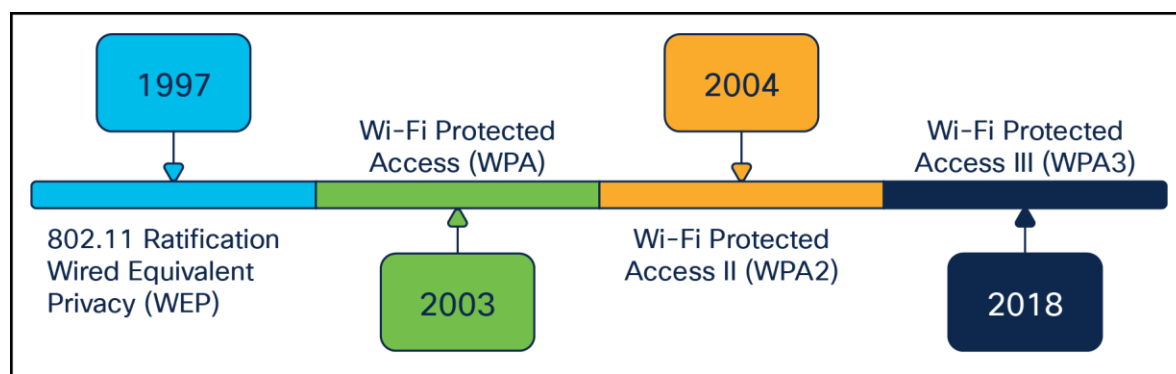 1997
802.11 Ratification
Wired Equivalent
Privacy (WEP)
Wi-Fi Protected
Access (WPA)
2003
2004
Wi-Fi Protected
Access II (WPA2)
Wi-Fi Protected
Access III (WPA3)
2018